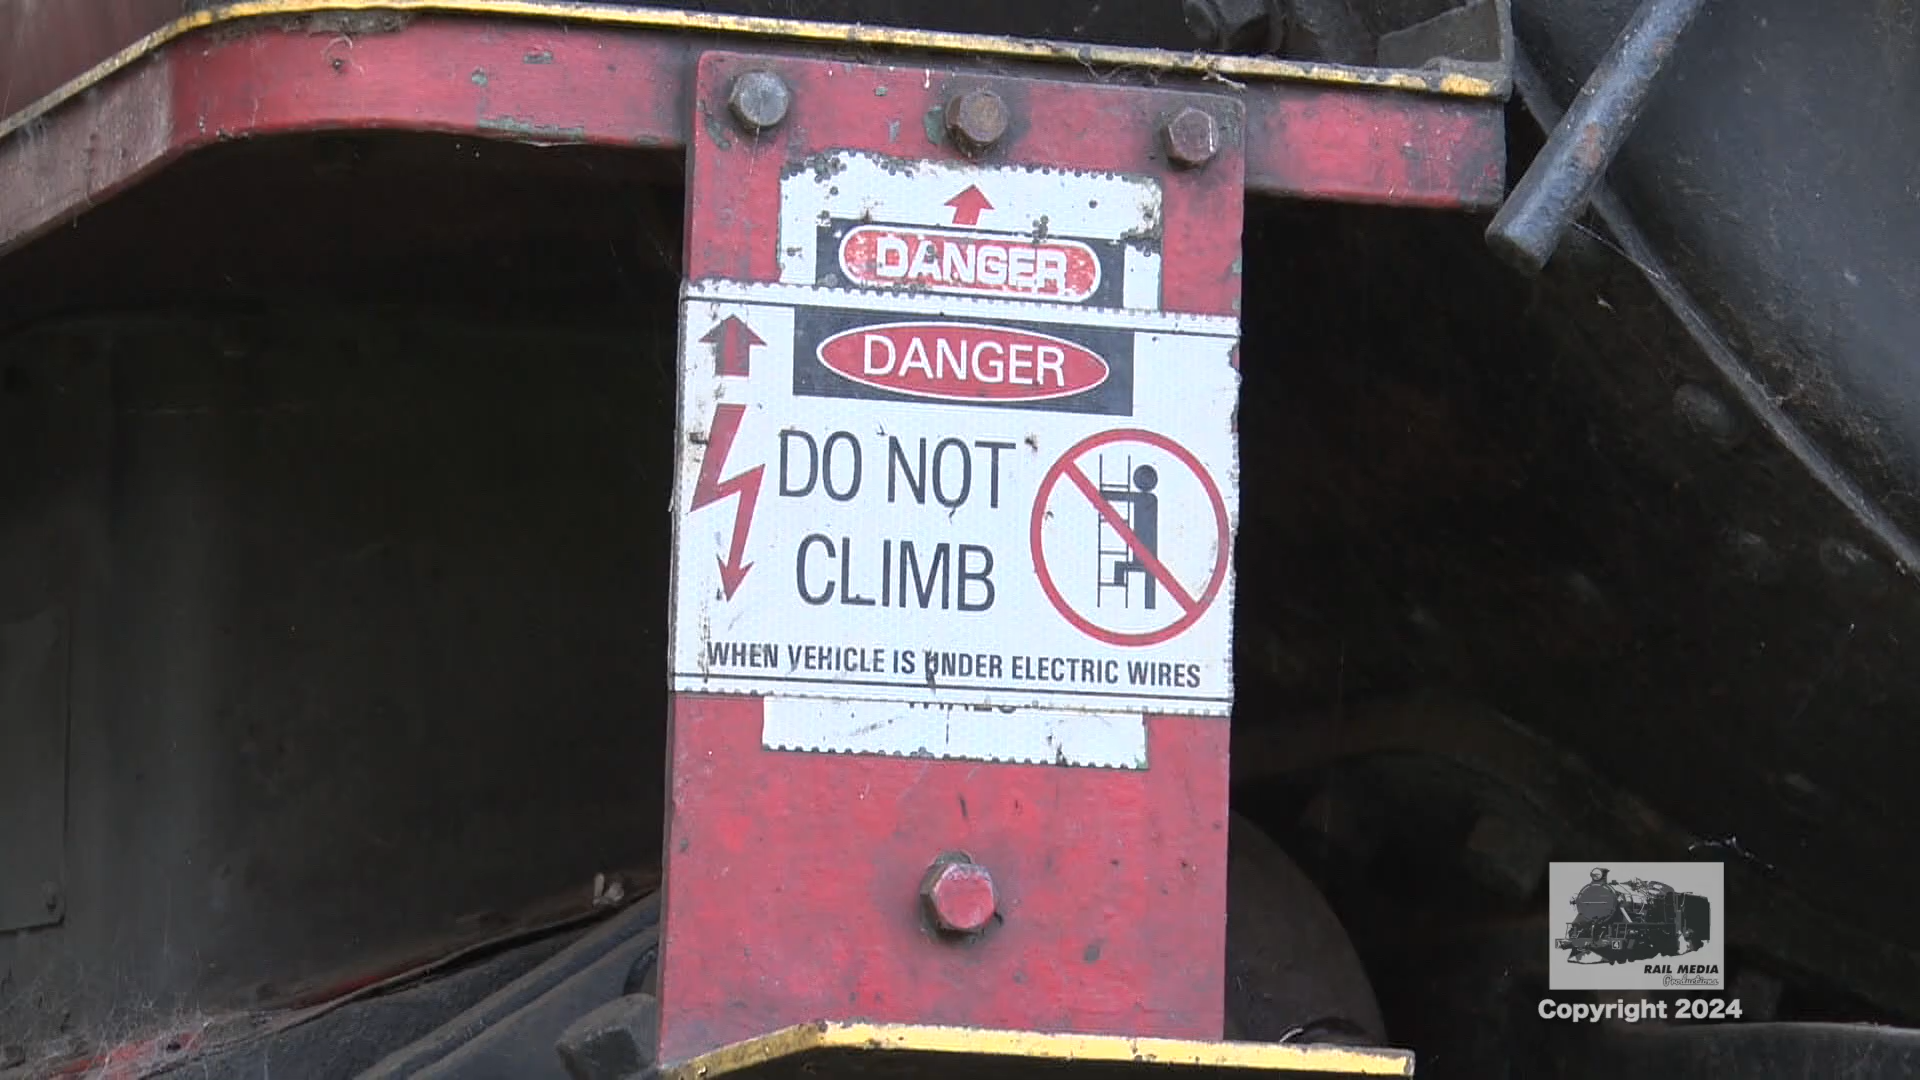 DANGER
DANGER
DO NOT
CLIMB
WHEN VEHICLE IS UNDER ELECTRIC WIRES
RAIL MEDIA
Productions
Copyright 2024